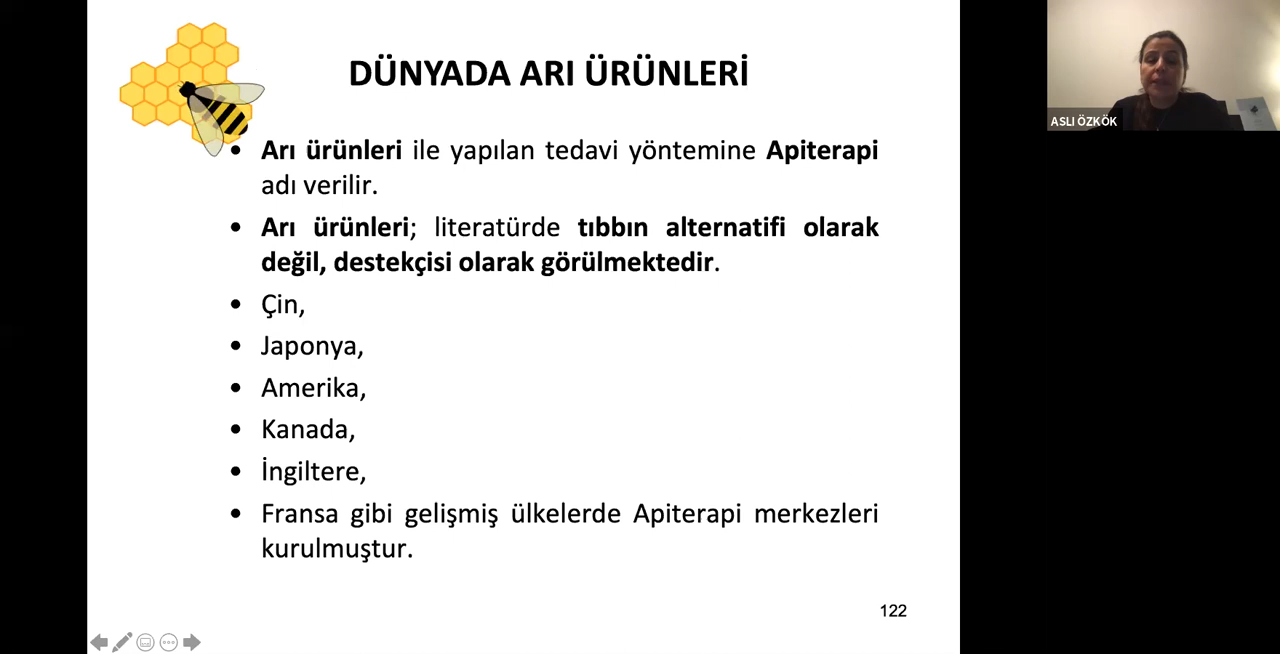 DÜNYADA ARI ÜRÜNLERİ
• Arı ürünleri ile yapılan tedavi yöntemine Apiterapi
adı verilir.
• Arı ürünleri; literatürde tıbbın alternatifi olarak
değil, destekçisi olarak görülmektedir.
• Çin,
• Japonya,
• Amerika,
• Kanada,
• İngiltere,
• Fransa gibi gelişmiş ülkelerde Apiterapi merkezleri
kurulmuştur.
122
ASLI ÖZKÖK